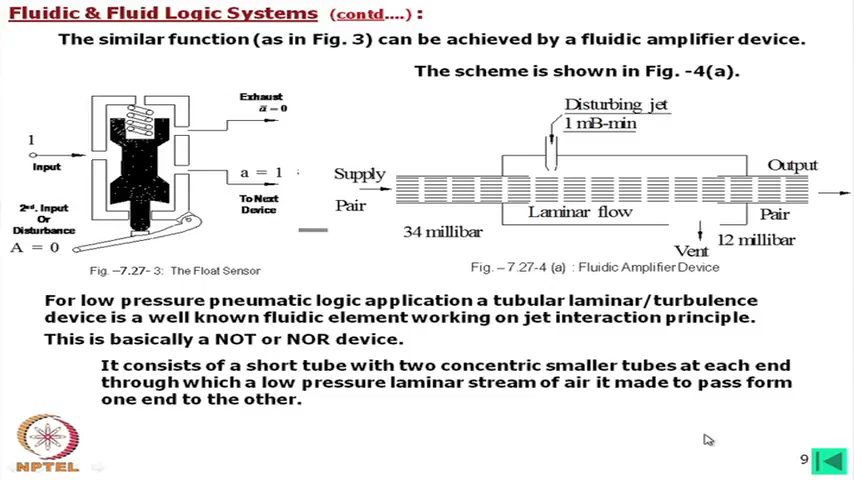 Fluidic & Fluid Logic Systems (contd....) :
The similar function (as in Fig. 3) can be achieved by a fluidic amplifier device.
The scheme is shown in Fig. -4(a).
Exhaust
a̅ = 0
1
Input
a = 1
To Next
Device
2nd. Input
Or
Disturbance
A = 0
Fig. –7.27- 3: The Float Sensor
Disturbing jet
1 mB-min
Supply
Pair
Output
Pair
Laminar flow
34 millibar
Vent
12 millibar
Fig. – 7.27-4 (a) : Fluidic Amplifier Device
For low pressure pneumatic logic application a tubular laminar/turbulence
device is a well known fluidic element working on jet interaction principle.
This is basically a NOT or NOR device.
It consists of a short tube with two concentric smaller tubes at each end
through which a low pressure laminar stream of air it made to pass form
one end to the other.
NPTEL
9